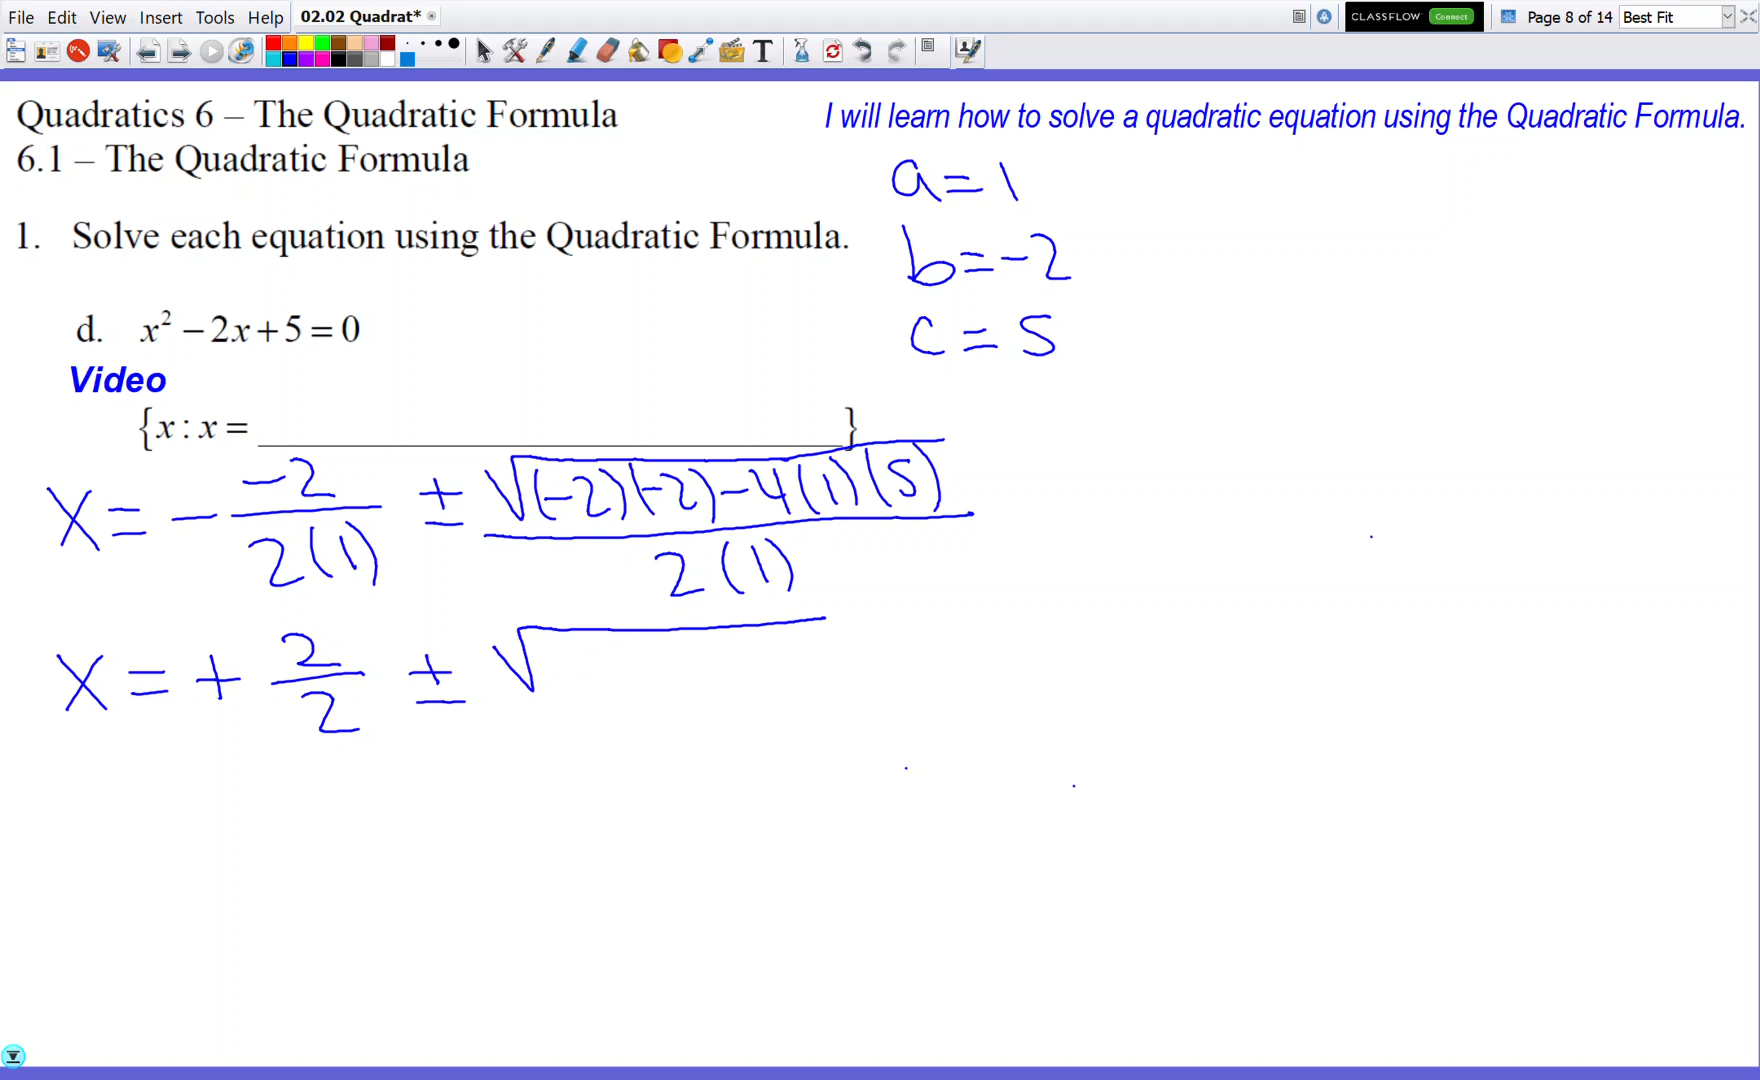 File Edit View Insert Tools Help 02.02 Quadrat* CLASSFLOW Connect Page 8 of 14 Best Fit
Quadratics 6 – The Quadratic Formula
I will learn how to solve a quadratic equation using the Quadratic Formula.
6.1 – The Quadratic Formula
a = 1
1. Solve each equation using the Quadratic Formula.
b = -2
d. x² − 2x + 5 = 0
c = 5
Video
{x : x = ______________________________}
x = - -2/2(1) ± √(-2)(-2) - 4(1)(5)/2(1)
x = + 2/2 ± √